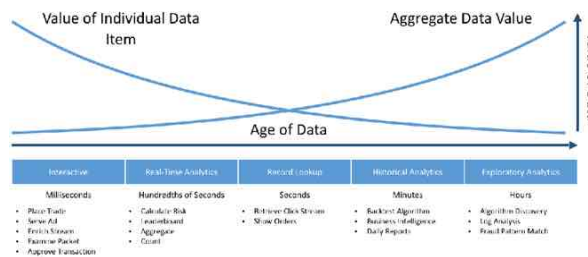 Value of Individual Data
Item
Aggregate Data Value
Age of Data
Interactive
Real-Time Analytics
Record Lookup
Historical Analytics
Exploratory Analytics
Milliseconds
Hundredths of Seconds
Seconds
Minutes
Hours
• Place Trade
• Serve Ad
• Enrich Stream
• Examine Packet
• Approve Transaction
• Calculate Risk
• Leaderboard
• Aggregate
• Count
• Retrieve Click Stream
• Show Orders
• Backtest Algorithm
• Business Intelligence
• Daily Reports
• Algorithm Discovery
• Log Analysis
• Fraud Pattern Match